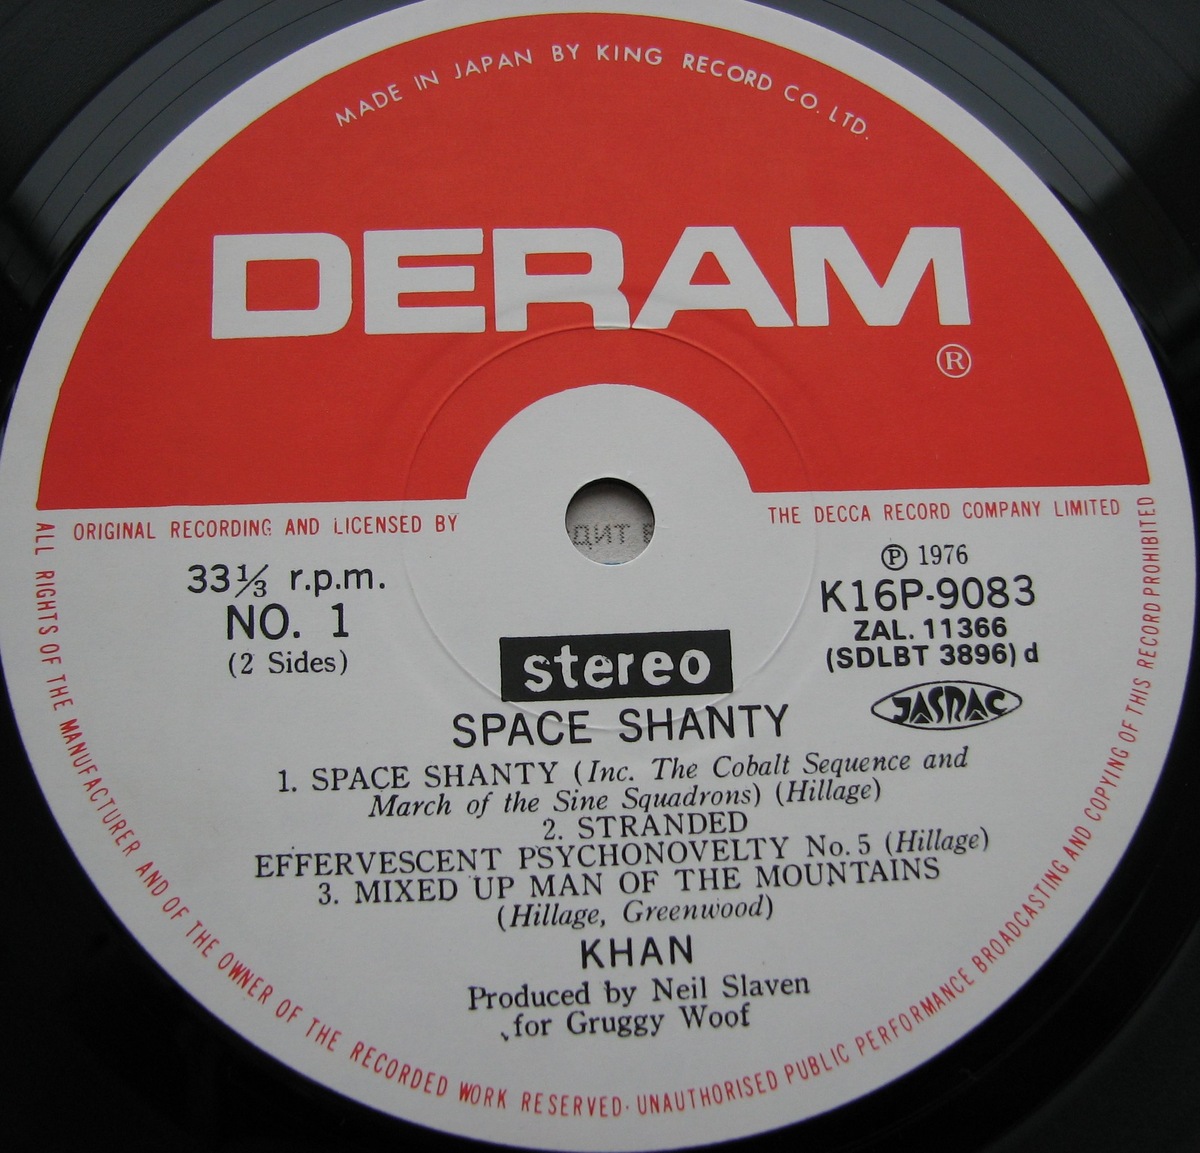 MADE IN JAPAN BY KING RECORD CO. LTD.
DERAM
®
ORIGINAL RECORDING AND LICENSED BY THE DECCA RECORD COMPANY LIMITED
дит
33⅓ r.p.m.
NO. 1
(2 Sides)
℗ 1976
K16P-9083
ZAL. 11366
(SDLBT 3896) d
JASRAC
stereo
SPACE SHANTY
1. SPACE SHANTY (Inc. The Cobalt Sequence and
March of the Sine Squadrons) (Hillage)
2. STRANDED
EFFERVESCENT PSYCHONOVELTY No. 5 (Hillage)
3. MIXED UP MAN OF THE MOUNTAINS
(Hillage, Greenwood)
KHAN
Produced by Neil Slaven
for Gruggy Woof
ALL RIGHTS OF THE MANUFACTURER AND OF THE OWNER OF THE RECORDED WORK RESERVED· UNAUTHORISED PUBLIC PERFORMANCE BROADCASTING AND COPYING OF THIS RECORD PROHIBITED